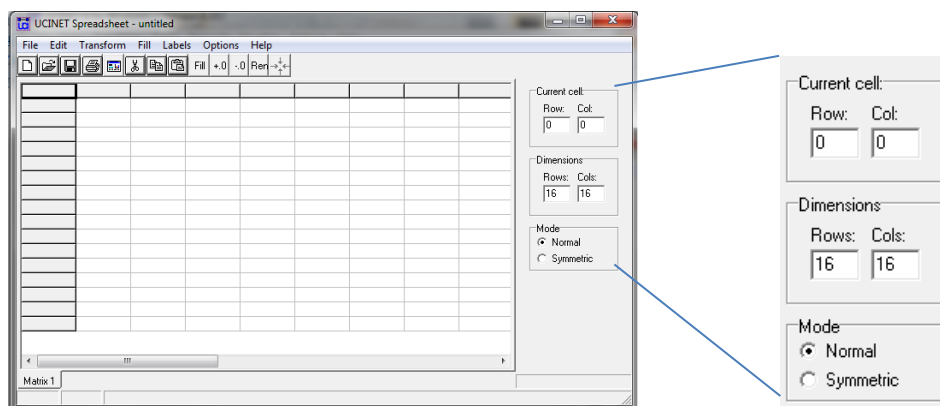 UCINET Spreadsheet - untitled
File Edit Transform Fill Labels Options Help
Fill +.0 -.0 Ren
Current cell:
Row: Col:
0 0
Dimensions
Rows: Cols:
16 16
Mode
Normal
Symmetric
Matrix 1
Current cell:
Row: Col:
0 0
Dimensions
Rows: Cols:
16 16
Mode
Normal
Symmetric